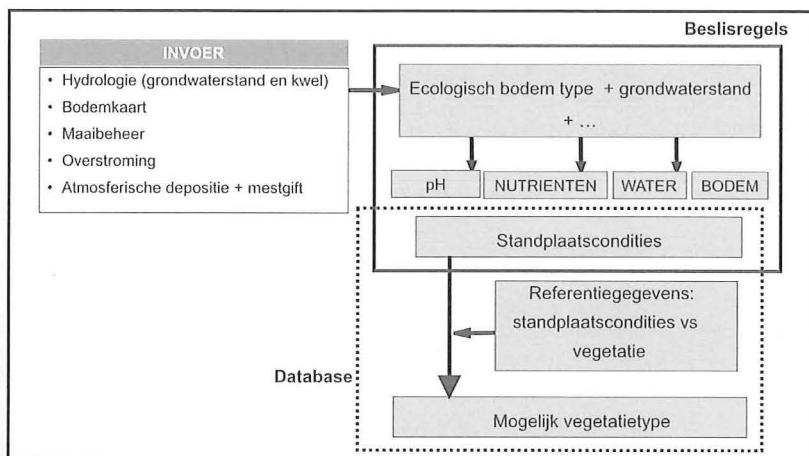 Beslisregels
INVOER
• Hydrologie (grondwaterstand en kwel)
• Bodemkaart
• Maaibeheer
• Overstroming
• Atmosferische depositie + mestgift
Ecologisch bodem type + grondwaterstand
+ ...
pH
NUTRIENTEN
WATER
BODEM
Standplaatscondities
Referentiegegevens:
standplaatscondities vs
vegetatie
Database
Mogelijk vegetatietype